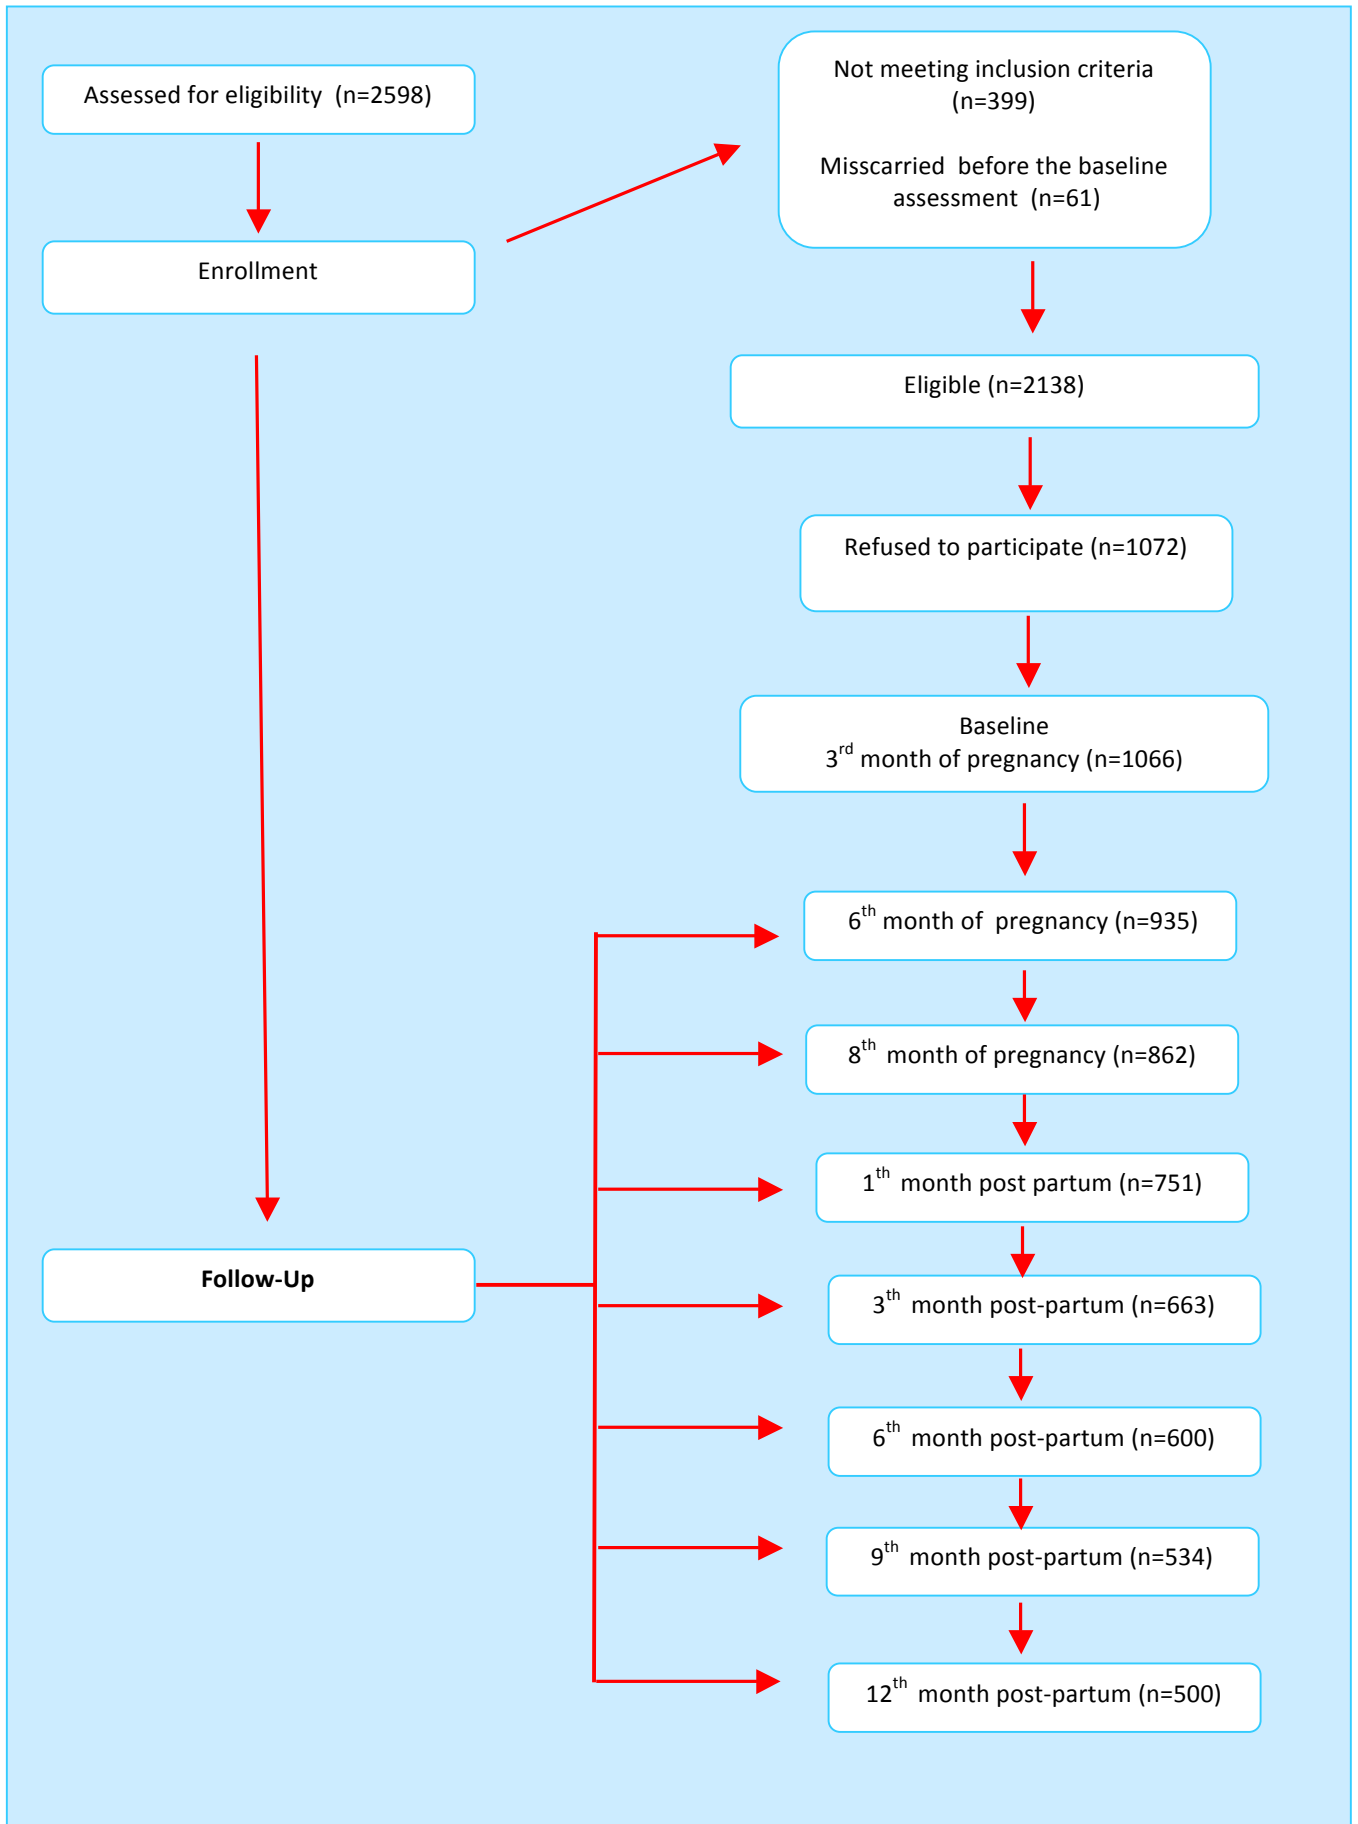 Assessed for eligibility (n=2598)
Enrollment
Not meeting inclusion criteria
(n=399)
Misscarried before the baseline
assessment (n=61)
Eligible (n=2138)
Refused to participate (n=1072)
Baseline
3rd month of pregnancy (n=1066)
6th month of pregnancy (n=935)
8th month of pregnancy (n=862)
1th month post partum (n=751)
Follow-Up
3th month post-partum (n=663)
6th month post-partum (n=600)
9th month post-partum (n=534)
12th month post-partum (n=500)